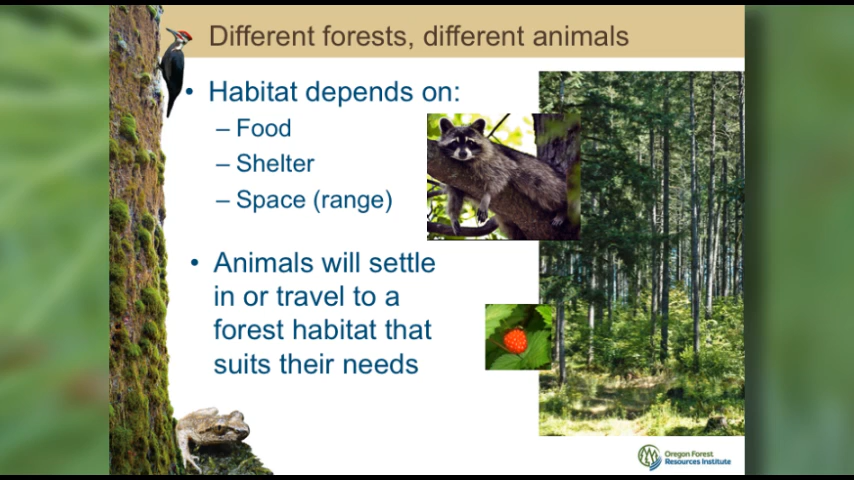 Different forests, different animals
• Habitat depends on:
– Food
– Shelter
– Space (range)
• Animals will settle
in or travel to a
forest habitat that
suits their needs
Oregon Forest
Resources Institute